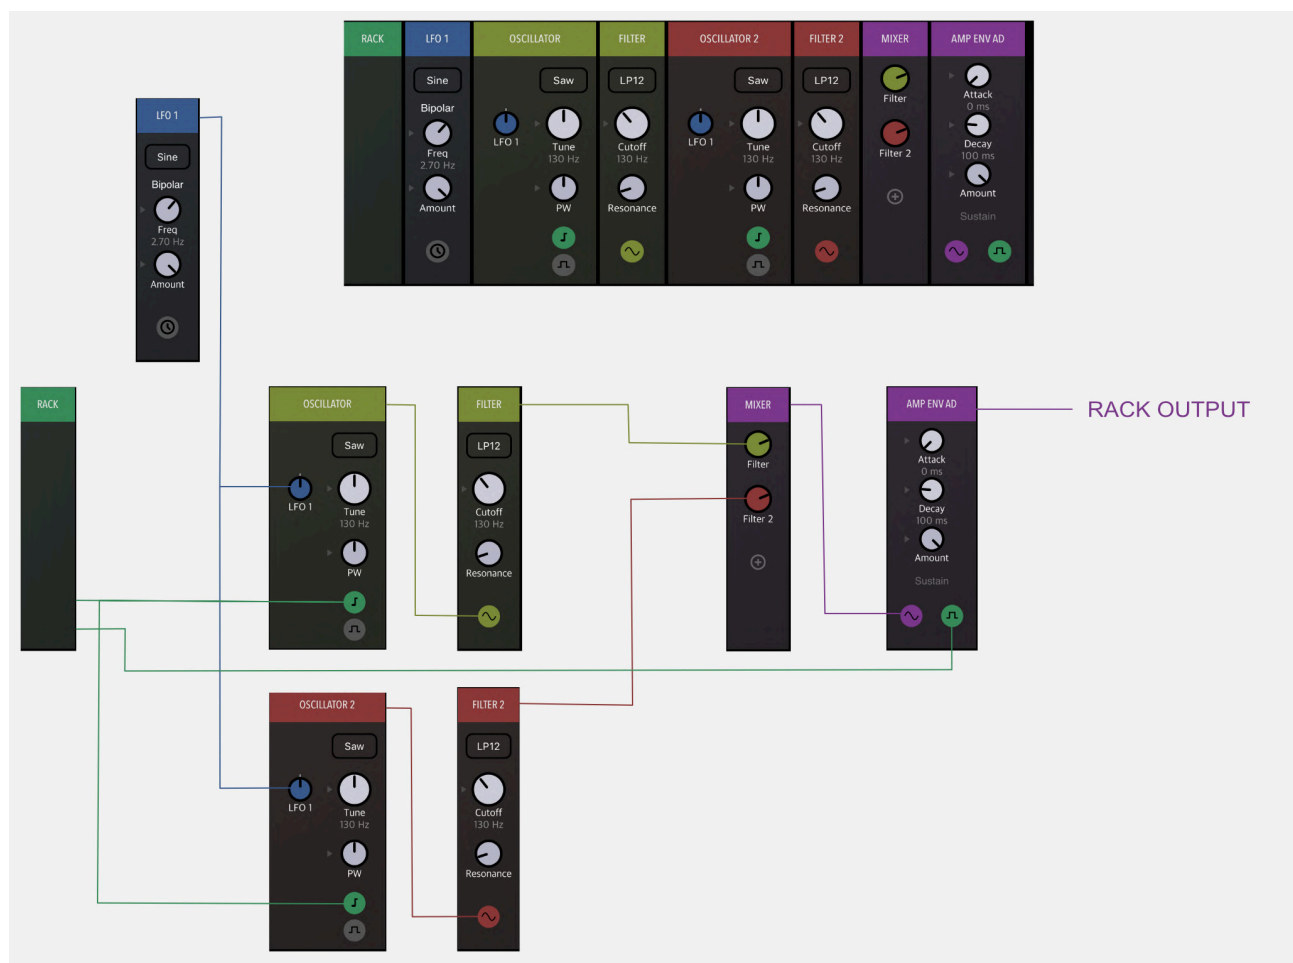 RACK
LFO 1
OSCILLATOR
FILTER
OSCILLATOR 2
FILTER 2
MIXER
AMP ENV AD
Sine
Saw
LP12
Saw
LP12
Filter
Attack
0 ms
Bipolar
Freq
2.70 Hz
LFO 1
Tune
130 Hz
Cutoff
130 Hz
LFO 1
Tune
130 Hz
Cutoff
130 Hz
Filter 2
Decay
100 ms
Amount
PW
Resonance
PW
Resonance
Amount
Sustain
LFO 1
Sine
Bipolar
Freq
2.70 Hz
Amount
RACK
OSCILLATOR
Saw
LFO 1
Tune
130 Hz
PW
FILTER
LP12
Cutoff
130 Hz
Resonance
MIXER
Filter
Filter 2
AMP ENV AD
Attack
0 ms
Decay
100 ms
Amount
Sustain
RACK OUTPUT
OSCILLATOR 2
Saw
LFO 1
Tune
130 Hz
PW
FILTER 2
LP12
Cutoff
130 Hz
Resonance